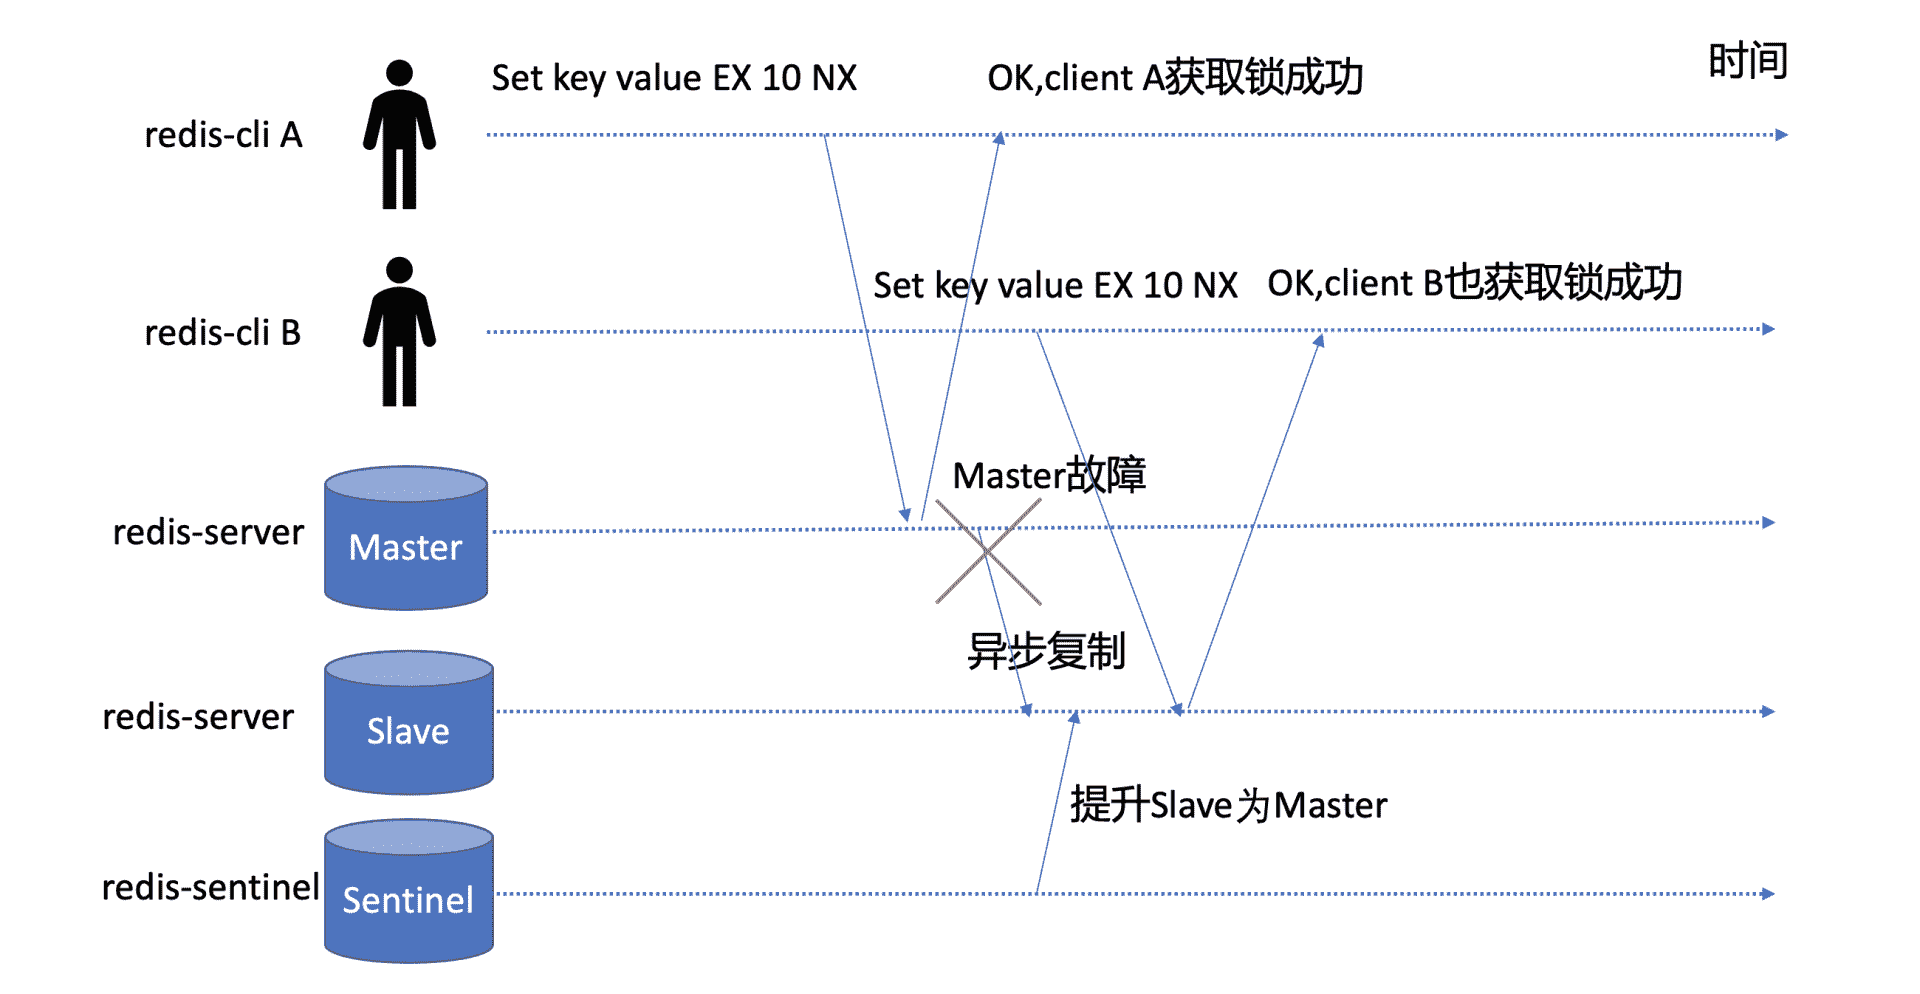 时间
Set key value EX 10 NX
OK,client A获取锁成功
redis-cli A
Set key value EX 10 NX
OK,client B也获取锁成功
redis-cli B
Master故障
redis-server
Master
异步复制
redis-server
Slave
提升Slave为Master
redis-sentinel
Sentinel